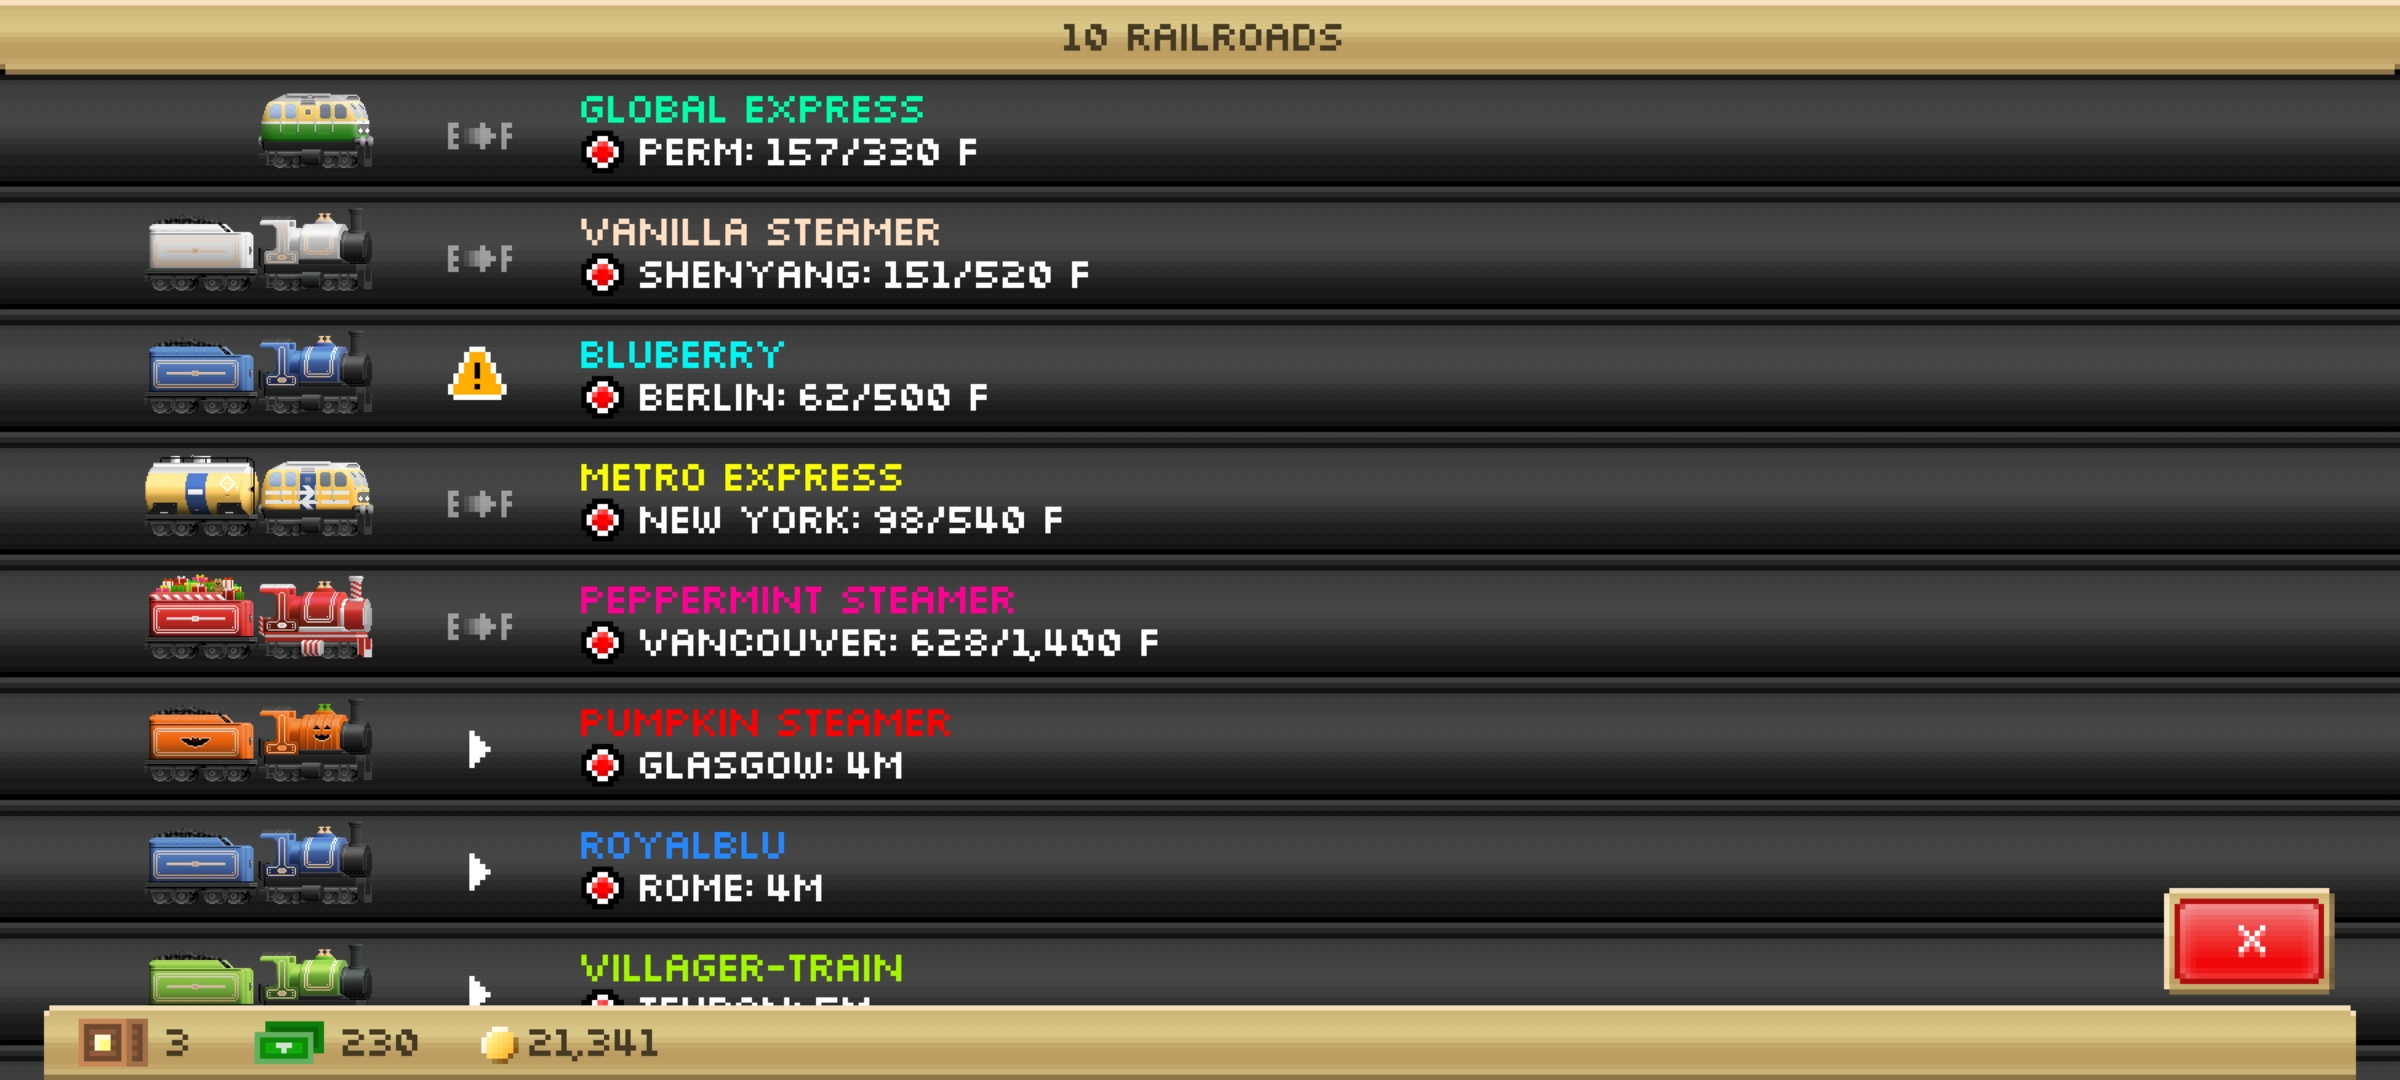 10 RAILROADS
GLOBAL EXPRESS
E F
PERM: 157/330 F
VANILLA STEAMER
E F
SHENYANG: 151/520 F
BLUBERRY
!
BERLIN: 62/500 F
METRO EXPRESS
E F
NEW YORK: 98/540 F
PEPPERMINT STEAMER
E F
VANCOUVER: 628/1,400 F
PUMPKIN STEAMER
GLASGOW: 4M
ROYALBLU
ROME: 4M
X
VILLAGER-TRAIN
3 230 21,341